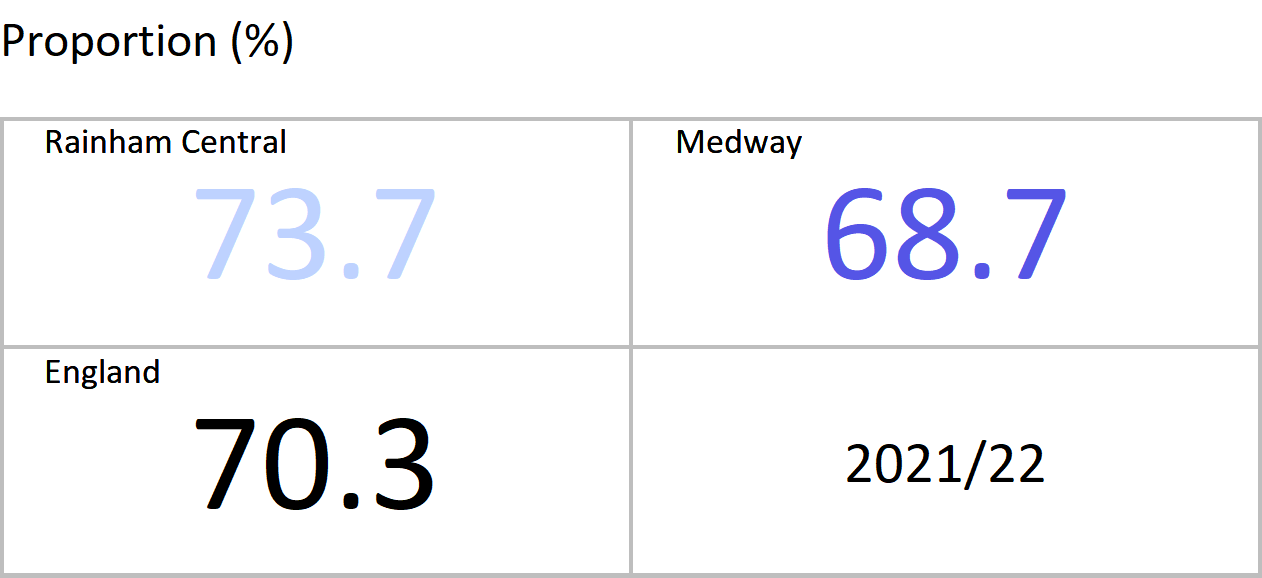 Proportion (%)
Rainham Central
73.7
Medway
68.7
England
70.3
2021/22